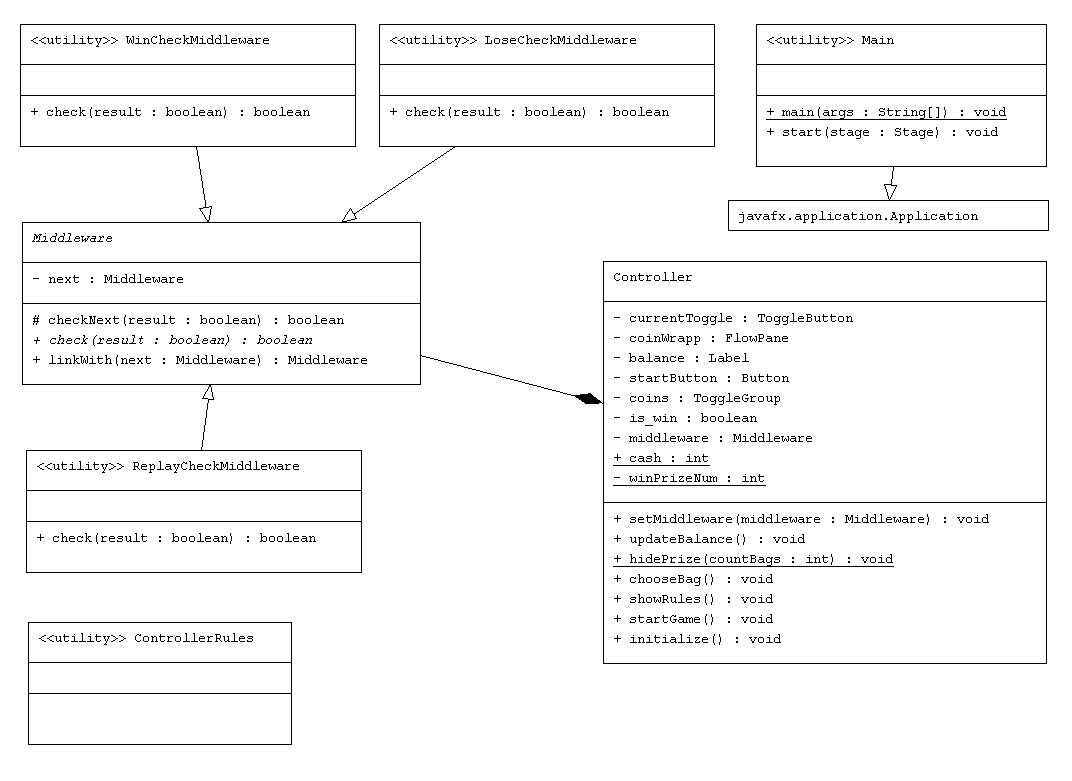 <<utility>> WinCheckMiddleware
+ check(result : boolean) : boolean
<<utility>> LoseCheckMiddleware
+ check(result : boolean) : boolean
<<utility>> Main
+ main(args : String[]) : void
+ start(stage : Stage) : void
javafx.application.Application
Middleware
- next : Middleware
# checkNext(result : boolean) : boolean
+ check(result : boolean) : boolean
+ linkWith(next : Middleware) : Middleware
Controller
- currentToggle : ToggleButton
- coinWrapp : FlowPane
- balance : Label
- startButton : Button
- coins : ToggleGroup
- is_win : boolean
- middleware : Middleware
+ cash : int
- winPrizeNum : int
+ setMiddleware(middleware : Middleware) : void
+ updateBalance() : void
+ hidePrize(countBags : int) : void
+ chooseBag() : void
+ showRules() : void
+ startGame() : void
+ initialize() : void
<<utility>> ReplayCheckMiddleware
+ check(result : boolean) : boolean
<<utility>> ControllerRules